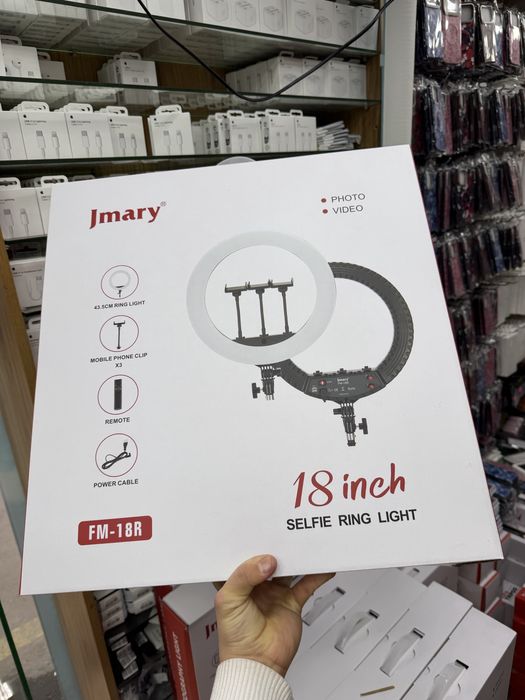 Jmary®
PHOTO
VIDEO
43.5CM RING LIGHT
MOBILE PHONE CLIP
X3
REMOTE
POWER CABLE
FM-18R
Jmary
18 inch
SELFIE RING LIGHT